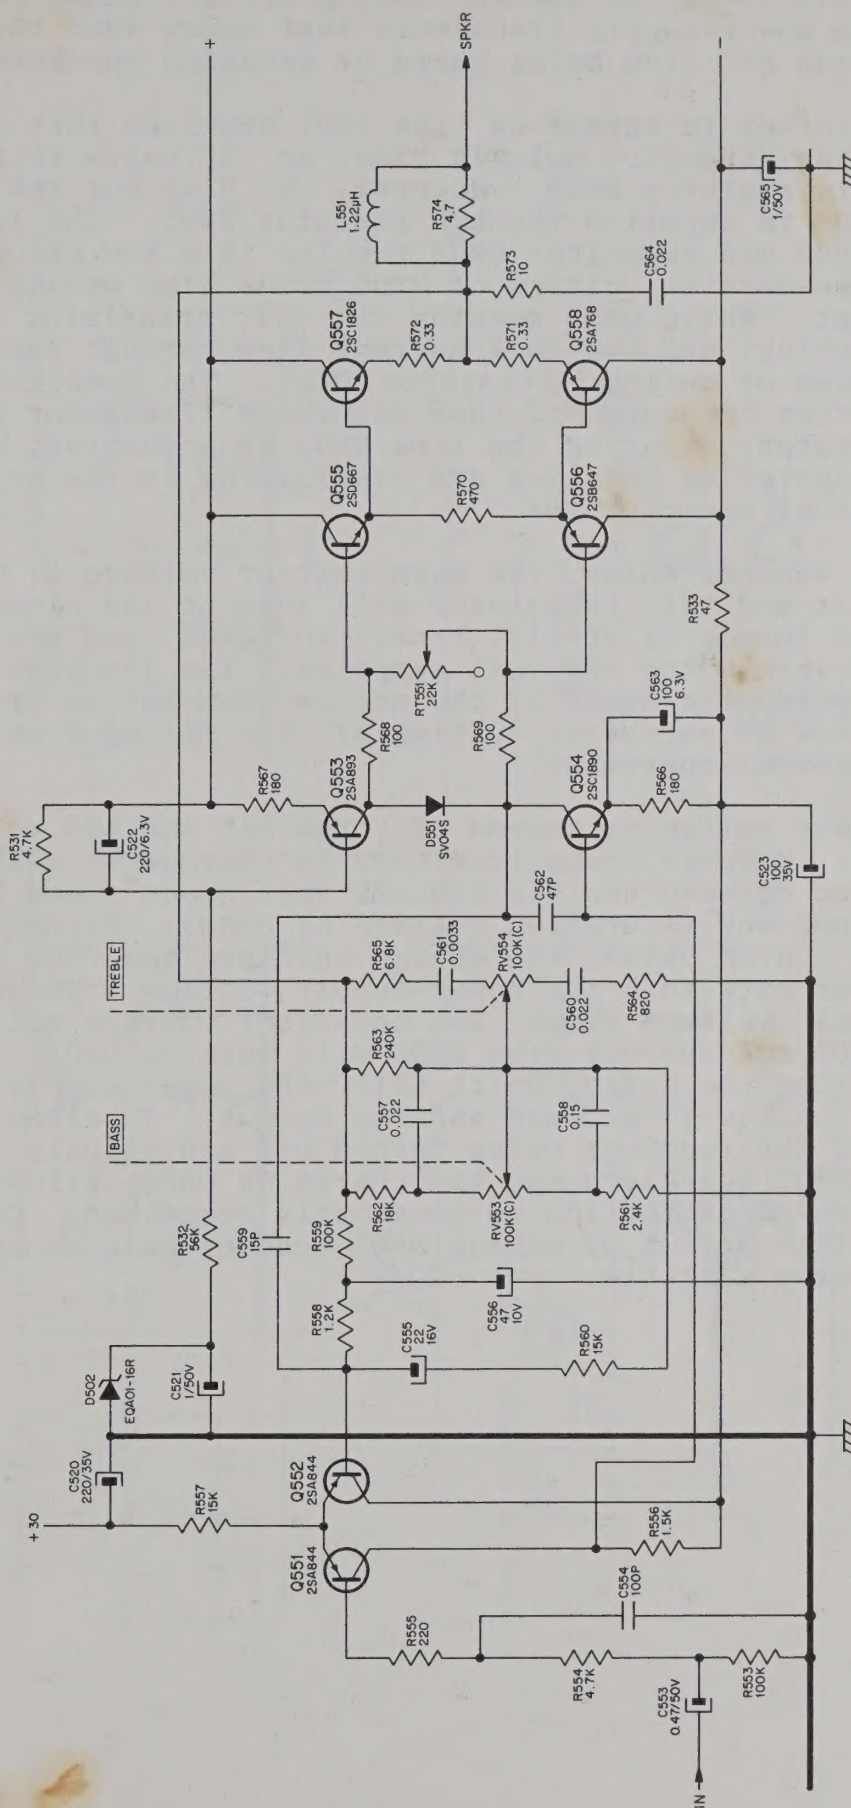 +30
R531
4.7K
C522
220/6.3V
+
D502
EQA01-16R
C520
220/35V
C521
1/50V
R532
56K
BASS
TREBLE
R557
15K
R567
180
C559
15P
Q551
2SA844
Q552
2SA844
R558
1.2K
R559
100K
Q553
2SA893
Q555
2SD667
Q557
2SC1826
L551
1.22µH
R562
18K
R563
240K
R565
6.8K
R568
100
R572
0.33
R555
220
C555
22
16V
C557
0.022
C561
0.0033
D551
SV04S
RT551
22K
R570
470
R574
4.7
SPKR
C556
47
10V
RV553
100K(C)
RV554
100K(C)
C562
47P
R569
100
R571
0.33
R573
10
R554
4.7K
R560
15K
C558
0.15
C560
0.022
Q554
2SC1890
Q556
2SB647
Q558
2SA768
C554
100P
R556
1.5K
R561
2.4K
R564
820
R566
180
C563
100
6.3V
C564
0.022
IN
C553
0.47/50V
R553
100K
R533
47
–
C523
100
35V
C565
1/50V